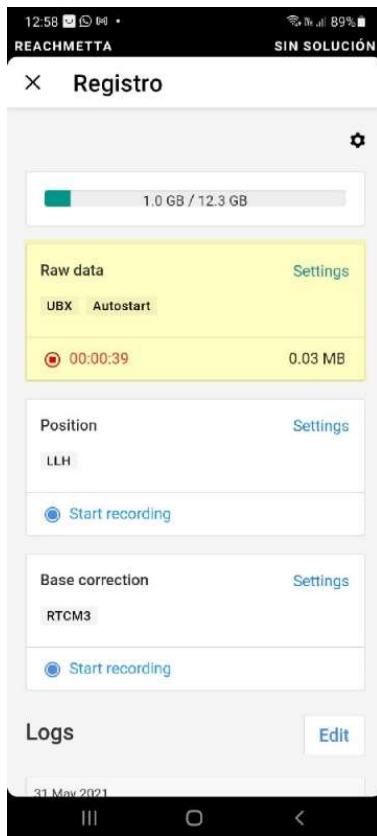 12:58 89%
REACHMETTA SIN SOLUCIÓN
Registro
1.0 GB / 12.3 GB
Raw data Settings
UBX Autostart
00:00:39 0.03 MB
Position Settings
LLH
Start recording
Base correction Settings
RTCM3
Start recording
Logs Edit
31 May 2021